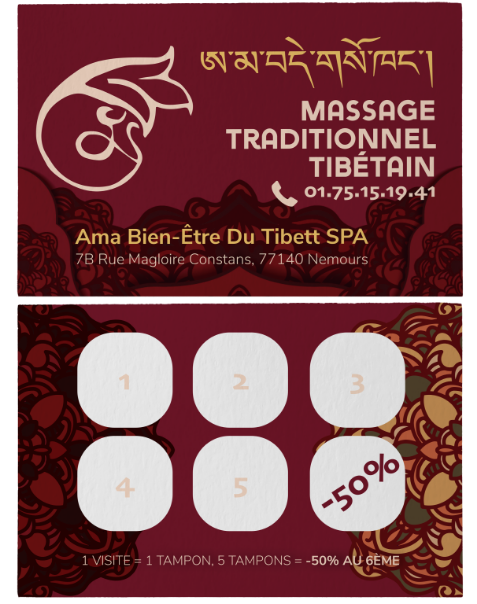 ཨ་མ་བདེ་གསོ་ཁང་།
MASSAGE
TRADITIONNEL
TIBÉTAIN
01.75.15.19.41
Ama Bien-Être Du Tibett SPA
7B Rue Magloire Constans, 77140 Nemours
1 2 3
4 5 -50%
1 VISITE = 1 TAMPON, 5 TAMPONS = -50% AU 6ÈME